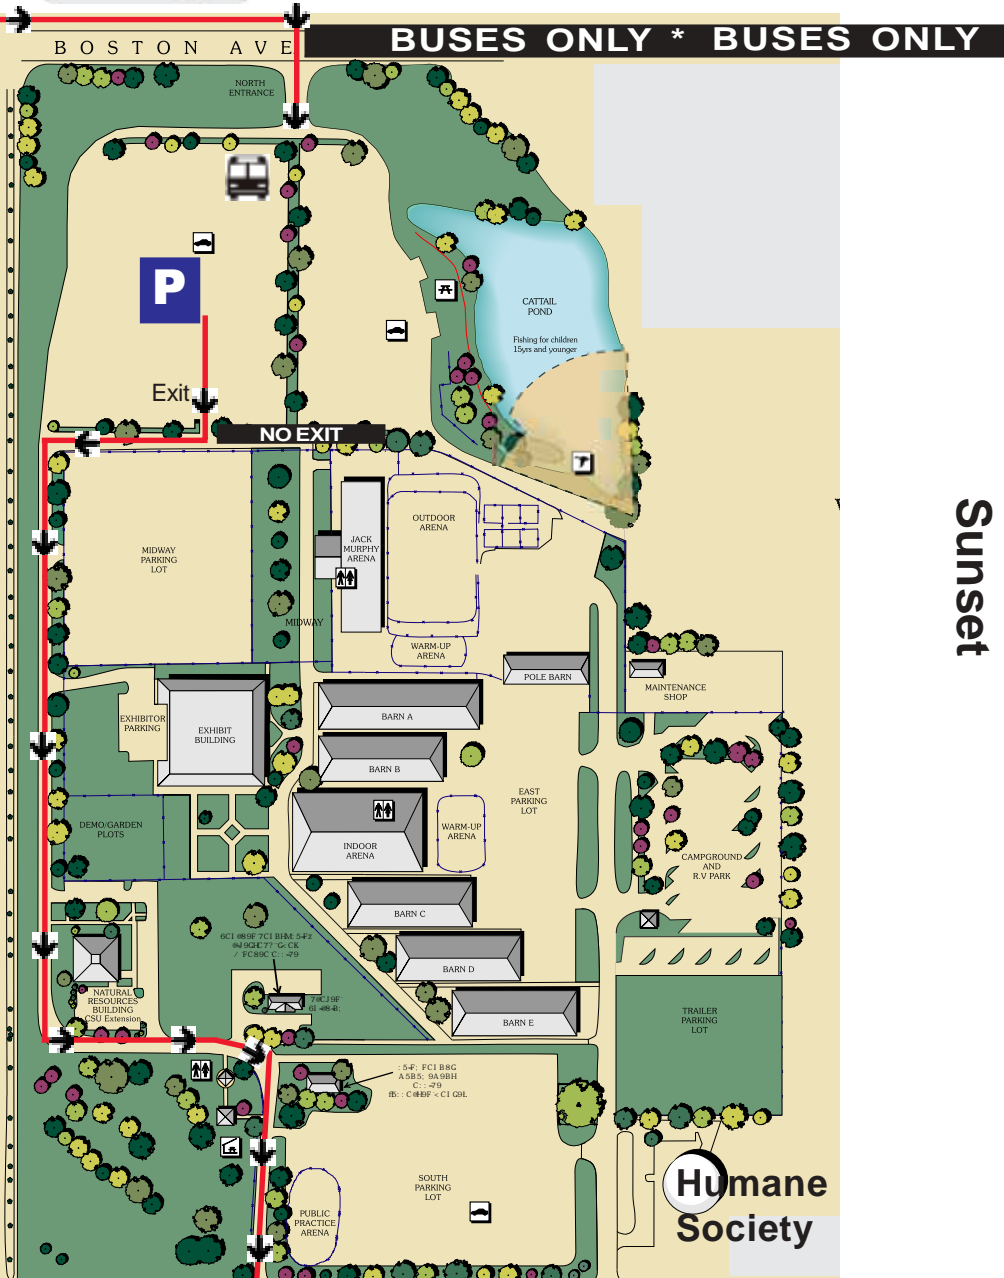 BOSTON AVE
BUSES ONLY * BUSES ONLY
NORTH
ENTRANCE
P
CATTAIL
POND
Fishing for children
15yrs and younger
Exit
NO EXIT
Sunset
MIDWAY
PARKING
LOT
JACK
MURPHY
ARENA
OUTDOOR
ARENA
MIDWAY
WARM-UP
ARENA
POLE BARN
MAINTENANCE
SHOP
EXHIBITOR
PARKING
EXHIBIT
BUILDING
BARN A
BARN B
EAST
PARKING
LOT
DEMO/GARDEN
PLOTS
INDOOR
ARENA
WARM-UP
ARENA
CAMPGROUND
AND
R.V PARK
BARN C
BARN D
BARN E
NATURAL
RESOURCES
BUILDING
CSU Extension
TRAILER
PARKING
LOT
SOUTH
PARKING
LOT
PUBLIC
PRACTICE
ARENA
Humane
Society